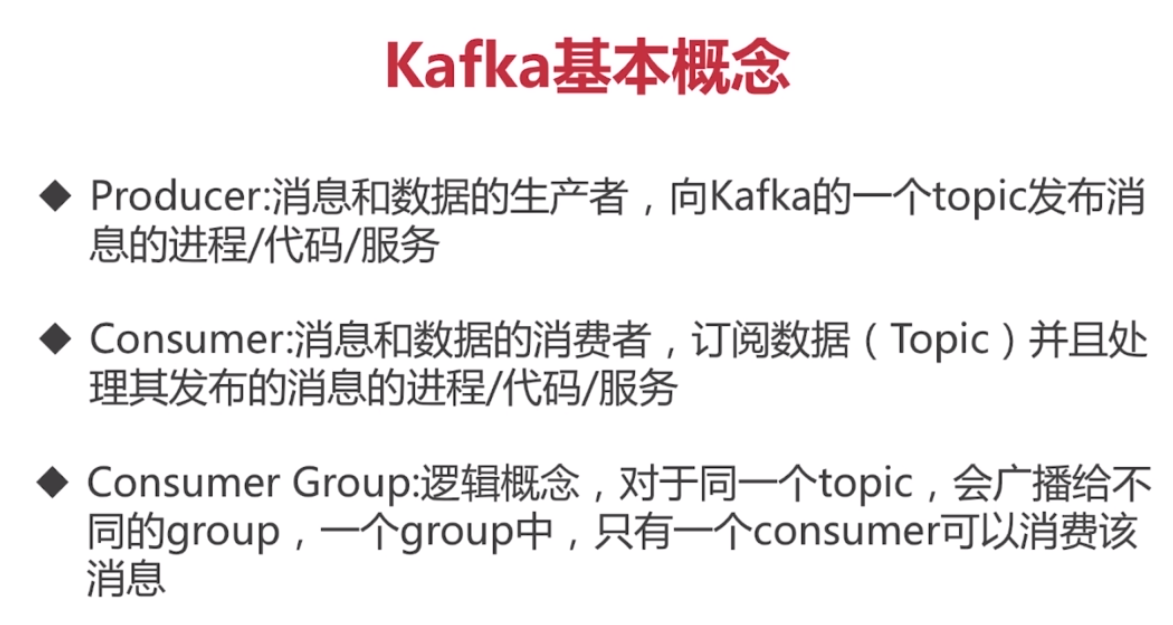 Kafka基本概念
◆ Producer:消息和数据的生产者，向Kafka的一个topic发布消
息的进程/代码/服务
◆ Consumer:消息和数据的消费者，订阅数据（Topic）并且处
理其发布的消息的进程/代码/服务
◆ Consumer Group:逻辑概念，对于同一个topic，会广播给不
同的group，一个group中，只有一个consumer可以消费该
消息